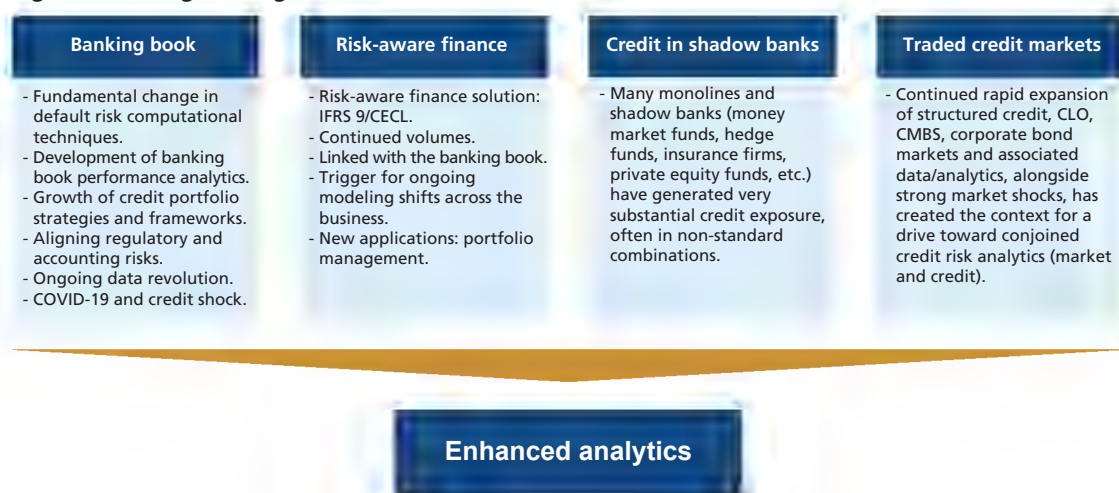 Banking book
- Fundamental change in
default risk computational
techniques.
- Development of banking
book performance analytics.
- Growth of credit portfolio
strategies and frameworks.
- Aligning regulatory and
accounting risks.
- Ongoing data revolution.
- COVID-19 and credit shock.
Risk-aware finance
- Risk-aware finance solution:
IFRS 9/CECL.
- Continued volumes.
- Linked with the banking book.
- Trigger for ongoing
modeling shifts across the
business.
- New applications: portfolio
management.
Credit in shadow banks
- Many monolines and
shadow banks (money
market funds, hedge
funds, insurance firms,
private equity funds, etc.)
have generated very
substantial credit exposure,
often in non-standard
combinations.
Traded credit markets
- Continued rapid expansion
of structured credit, CLO,
CMBS, corporate bond
markets and associated
data/analytics, alongside
strong market shocks, has
created the context for a
drive toward conjoined
credit risk analytics (market
and credit).
Enhanced analytics